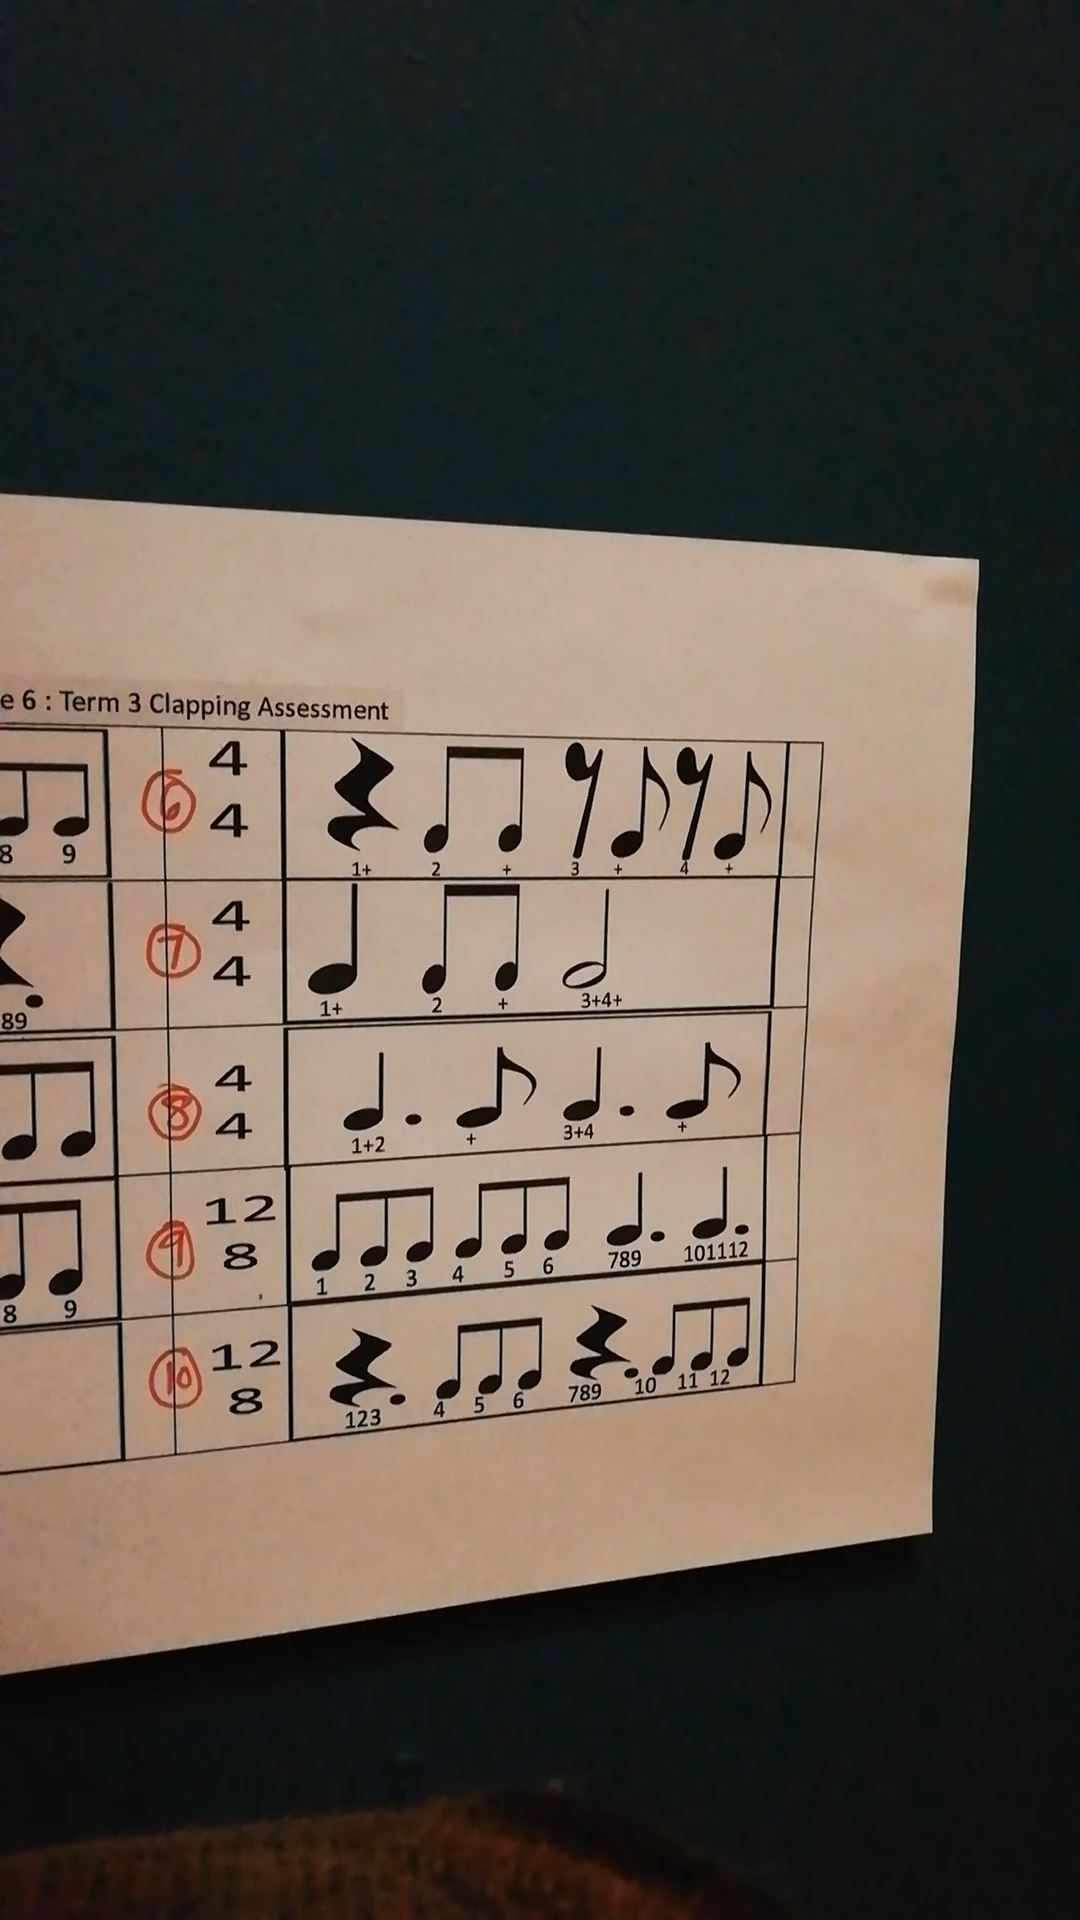 e 6 : Term 3 Clapping Assessment
8 9
6 4 4
1+ 2 + 3 + 4 +
89
7 4 4
1+ 2 + 3+4+
8 4 4
1+2 + 3+4 +
8 9
9 12 8
1 2 3 4 5 6 789 101112
10 12 8
123 4 5 6 789 10 11 12